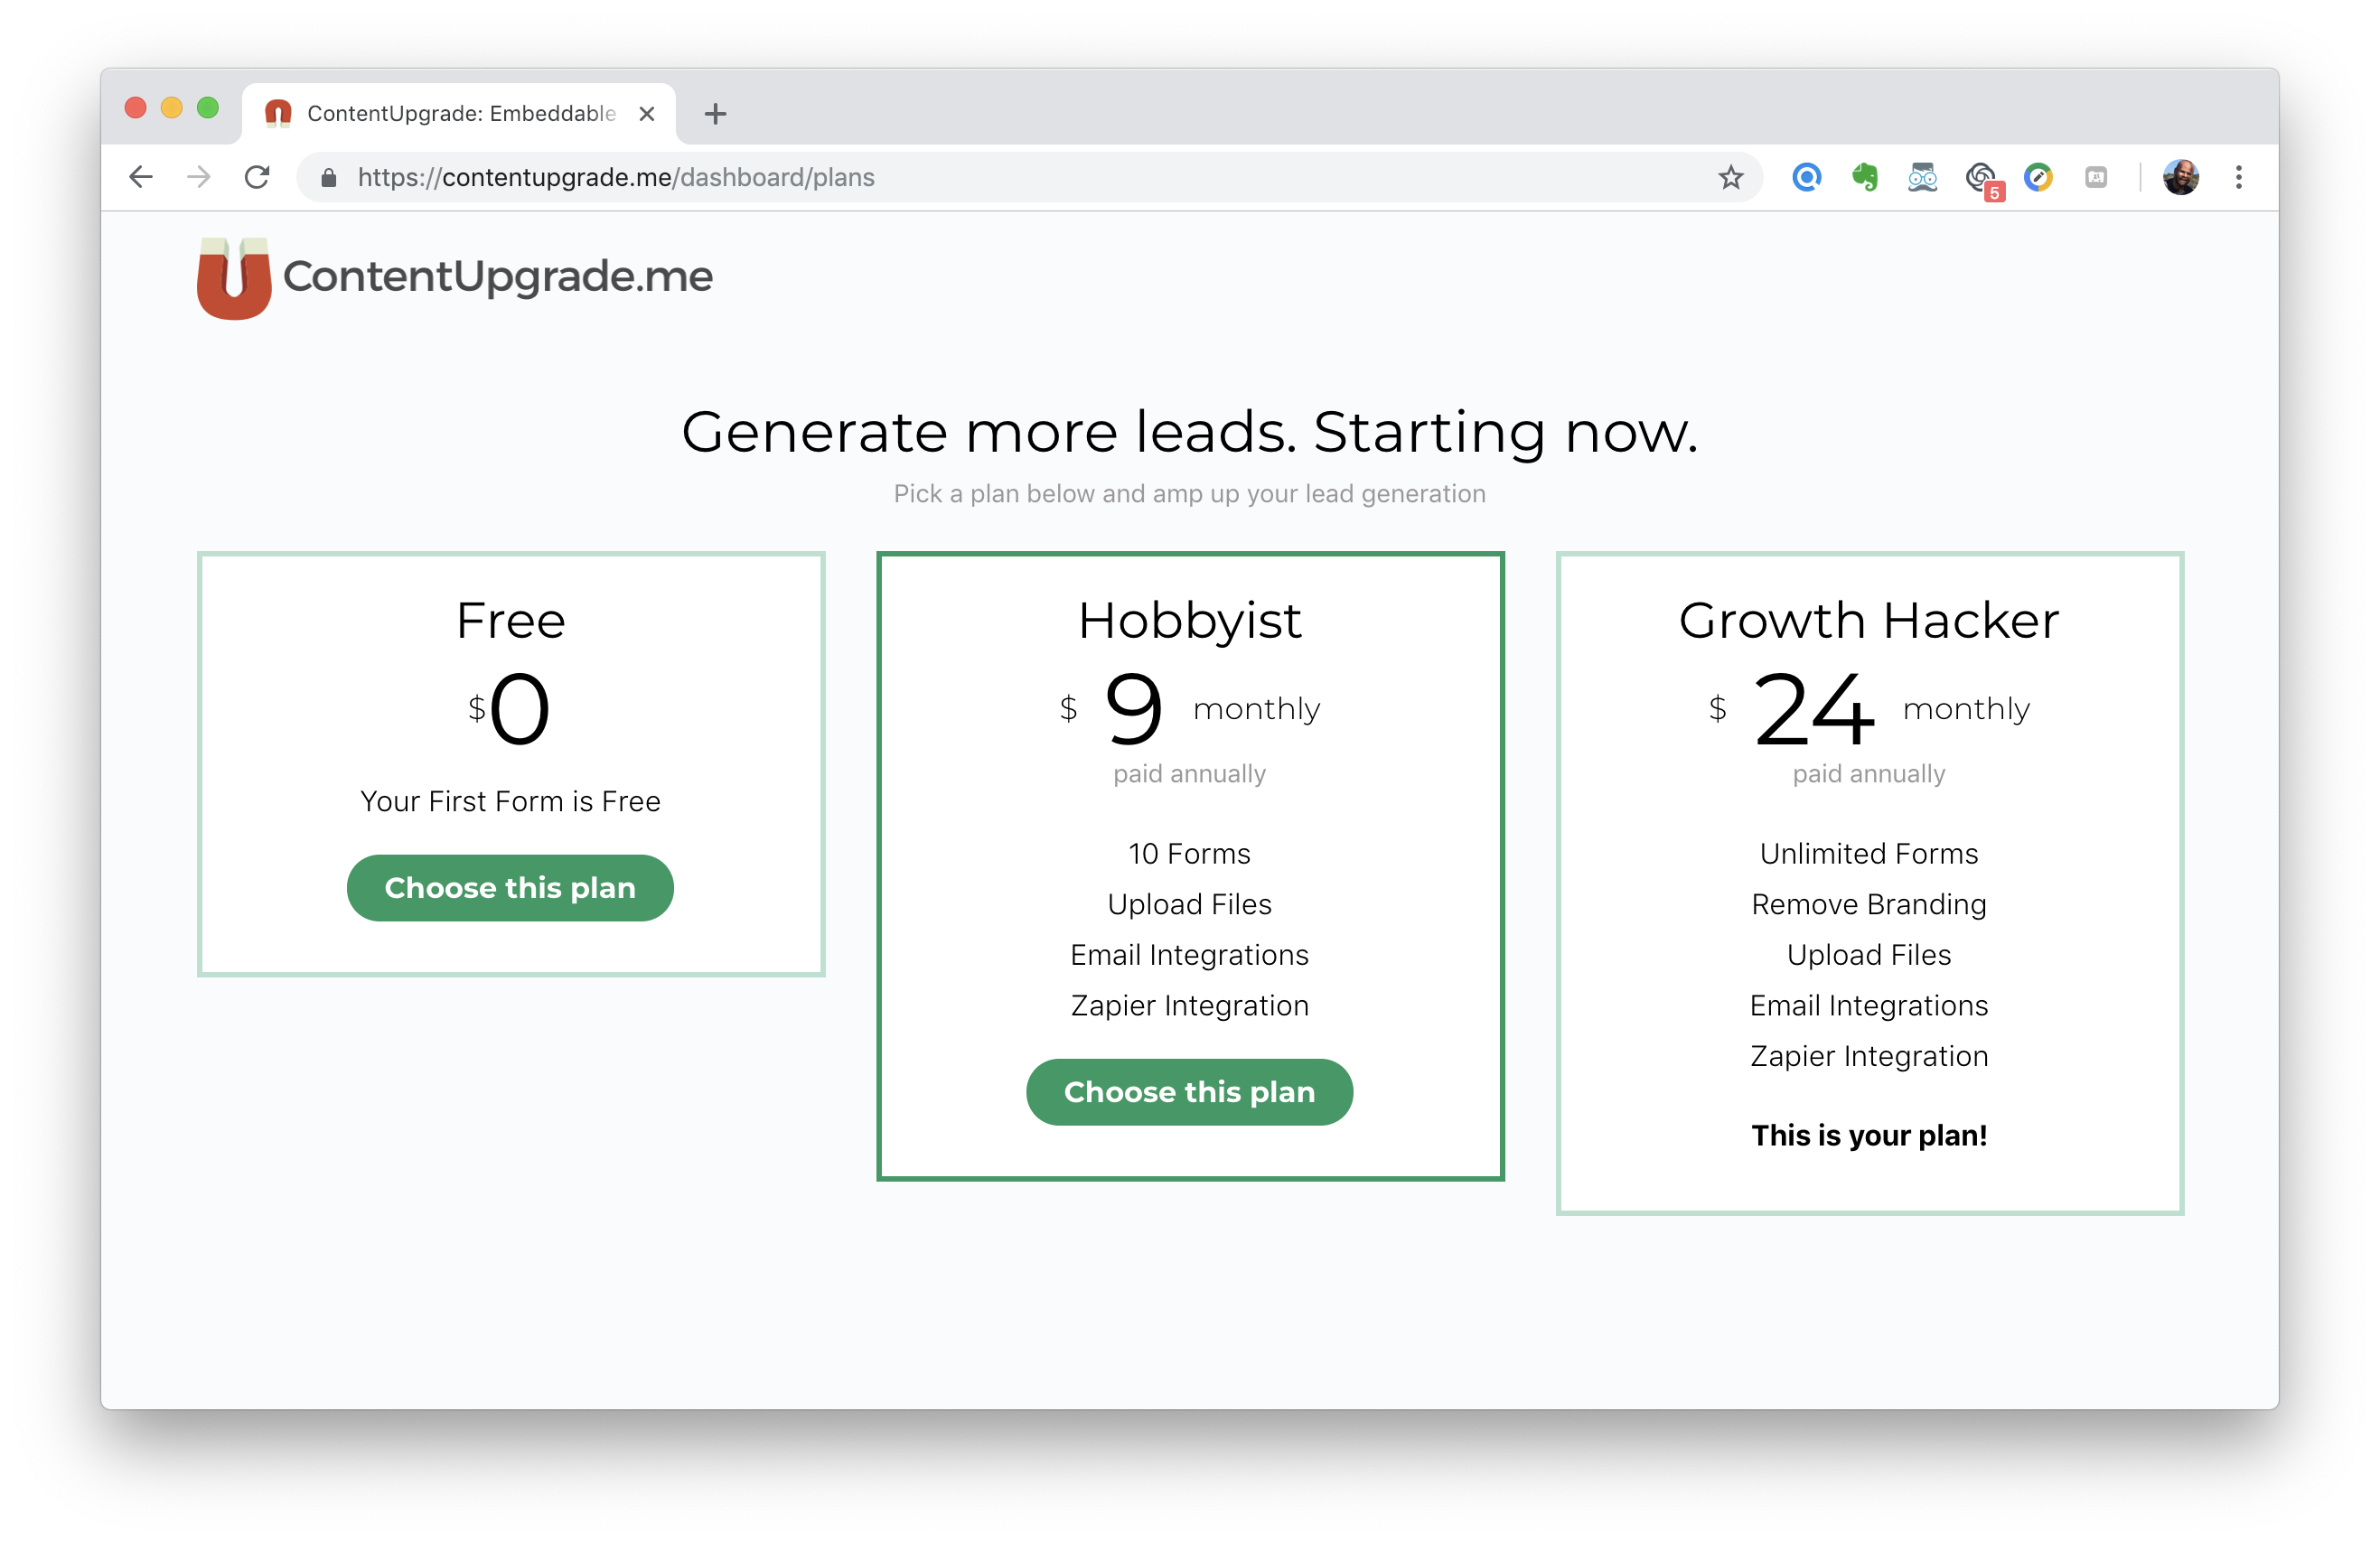 ContentUpgrade: Embeddable
https://contentupgrade.me/dashboard/plans
5
ContentUpgrade.me
Generate more leads. Starting now.
Pick a plan below and amp up your lead generation
Free
$0
Your First Form is Free
Choose this plan
Hobbyist
$ 9 monthly
paid annually
10 Forms
Upload Files
Email Integrations
Zapier Integration
Choose this plan
Growth Hacker
$ 24 monthly
paid annually
Unlimited Forms
Remove Branding
Upload Files
Email Integrations
Zapier Integration
This is your plan!